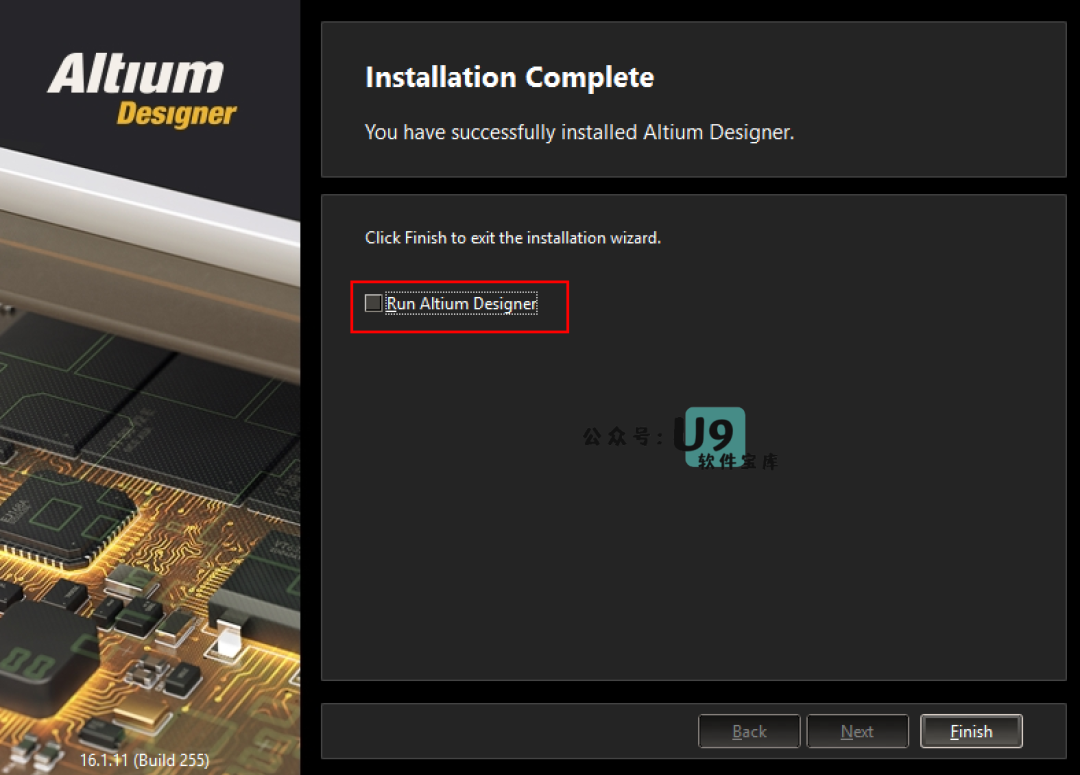 Altium
Designer
Installation Complete
You have successfully installed Altium Designer.
Click Finish to exit the installation wizard.
Run Altium Designer
公众号:
U9
软件宝库
Back
Next
Finish
16.1.11 (Build 255)